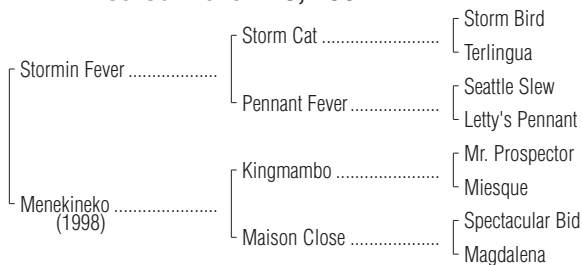 Storm Bird
Storm Cat ........................
Terlingua
Stormin Fever ..................
Seattle Slew
Pennant Fever ..................
Letty's Pennant
Mr. Prospector
Kingmambo .....................
Miesque
Menekineko .....................
(1998)
Spectacular Bid
Maison Close ...................
Magdalena